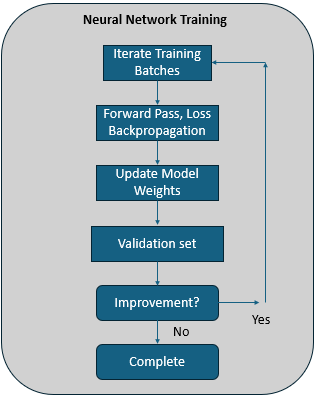 Neural Network Training
Iterate Training
Batches
Forward Pass, Loss
Backpropagation
Update Model
Weights
Validation set
Improvement?
Yes
No
Complete